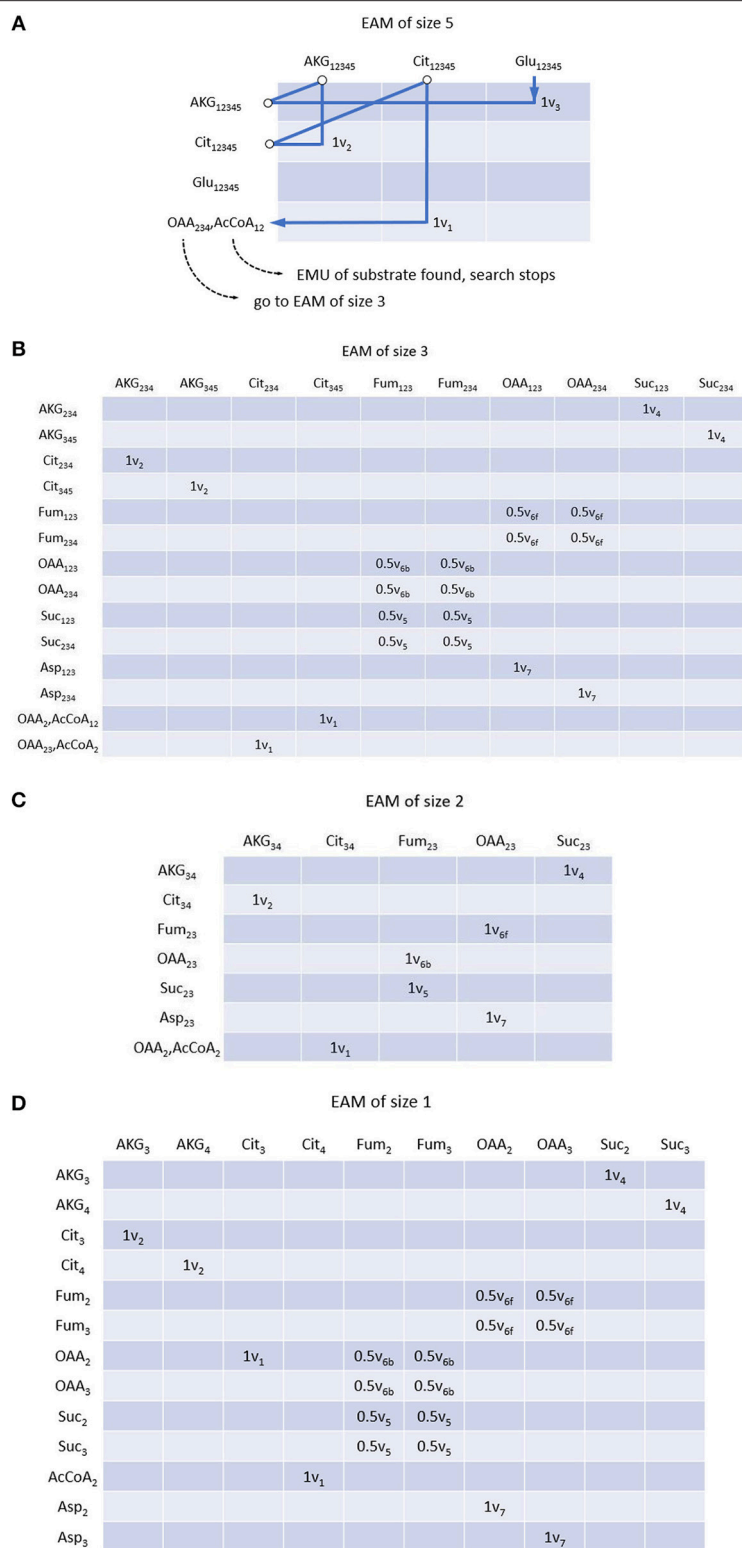 A
EAM of size 5
AKG12345 Cit12345 Glu12345
AKG12345 1v3
Cit12345 1v2
Glu12345
OAA234,AcCoA12 1v1
EMU of substrate found, search stops
go to EAM of size 3
B
EAM of size 3
AKG234 AKG345 Cit234 Cit345 Fum123 Fum234 OAA123 OAA234 Suc123 Suc234
AKG234 1v4
AKG345 1v4
Cit234 1v2
Cit345 1v2
Fum123 0.5v6f 0.5v6f
Fum234 0.5v6f 0.5v6f
OAA123 0.5v6b 0.5v6b
OAA234 0.5v6b 0.5v6b
Suc123 0.5v5 0.5v5
Suc234 0.5v5 0.5v5
Asp123 1v7
Asp234 1v7
OAA2,AcCoA12 1v1
OAA23,AcCoA2 1v1
C
EAM of size 2
AKG34 Cit34 Fum23 OAA23 Suc23
AKG34 1v4
Cit34 1v2
Fum23 1v6f
OAA23 1v6b
Suc23 1v5
Asp23 1v7
OAA2,AcCoA2 1v1
D
EAM of size 1
AKG3 AKG4 Cit3 Cit4 Fum2 Fum3 OAA2 OAA3 Suc2 Suc3
AKG3 1v4
AKG4 1v4
Cit3 1v2
Cit4 1v2
Fum2 0.5v6f 0.5v6f
Fum3 0.5v6f 0.5v6f
OAA2 1v1 0.5v6b 0.5v6b
OAA3 0.5v6b 0.5v6b
Suc2 0.5v5 0.5v5
Suc3 0.5v5 0.5v5
AcCoA2 1v1
Asp2 1v7
Asp3 1v7